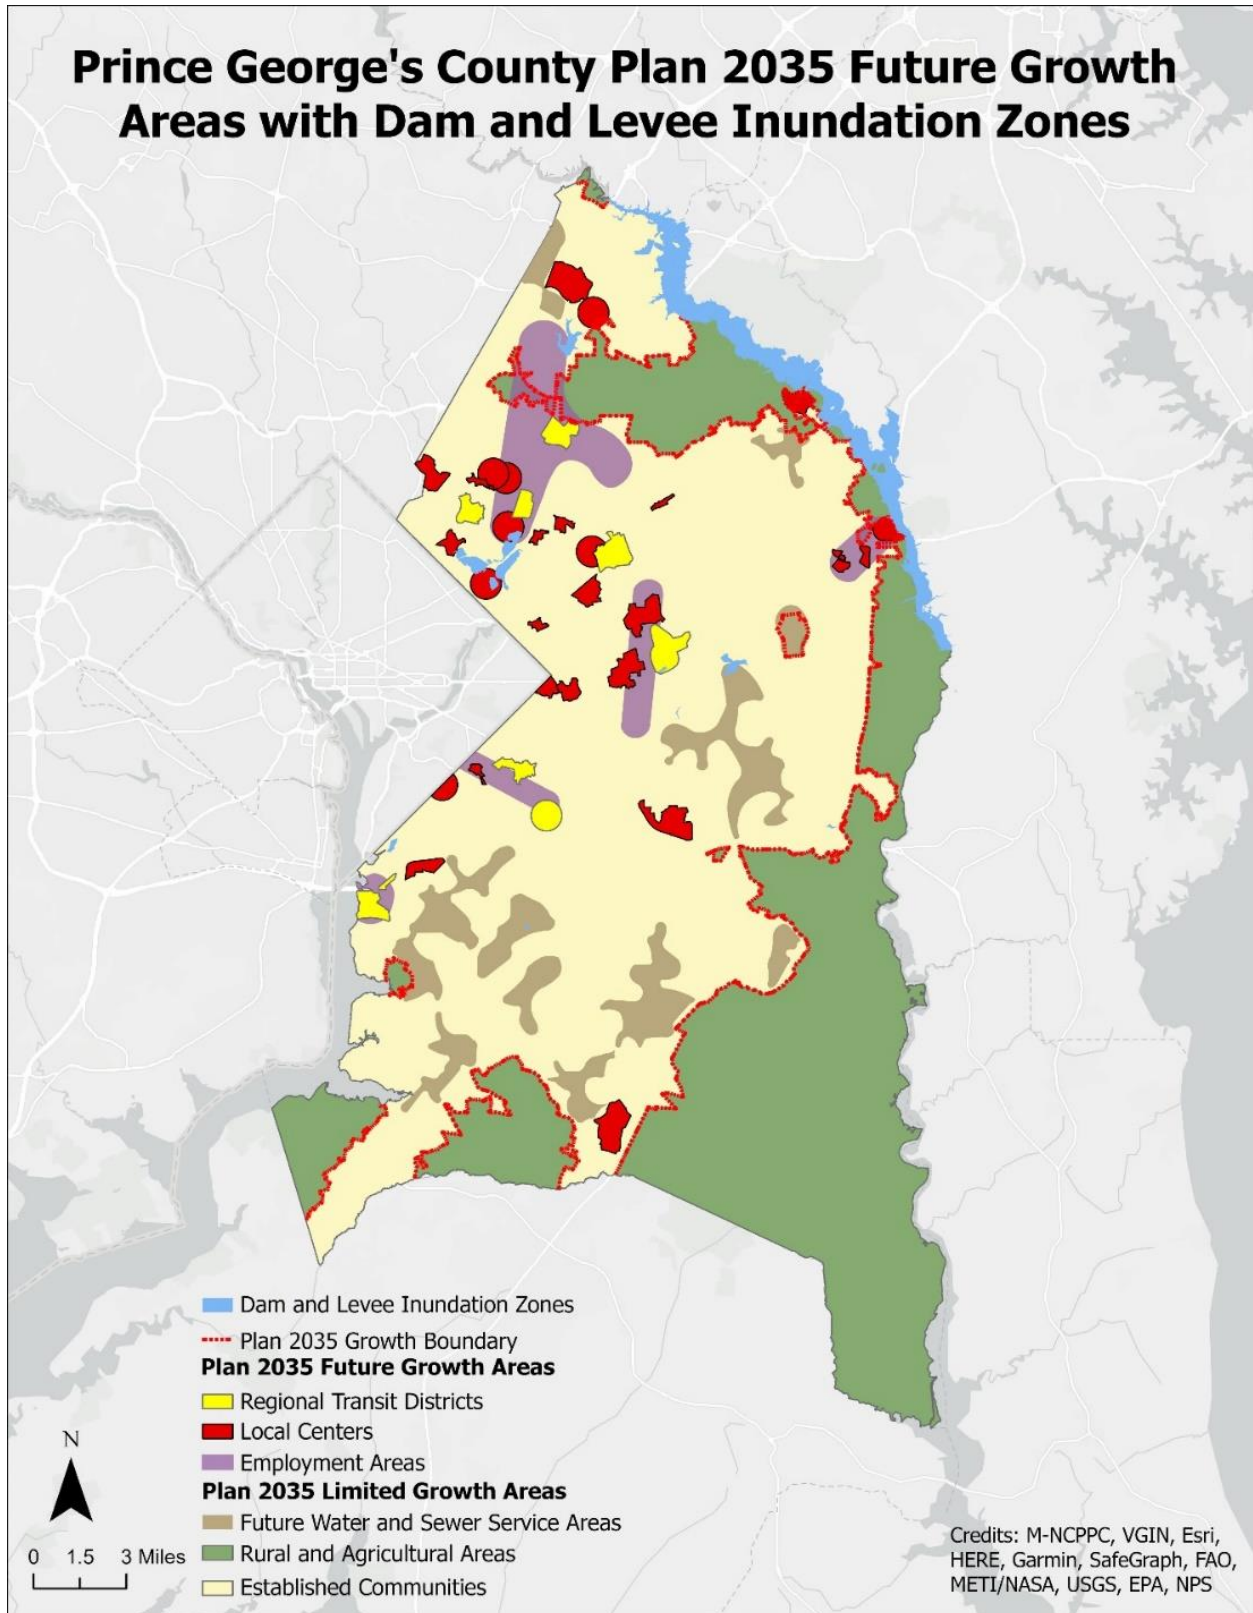 Prince George's County Plan 2035 Future Growth
Areas with Dam and Levee Inundation Zones
Dam and Levee Inundation Zones
Plan 2035 Growth Boundary
Plan 2035 Future Growth Areas
Regional Transit Districts
Local Centers
Employment Areas
Plan 2035 Limited Growth Areas
Future Water and Sewer Service Areas
Rural and Agricultural Areas
Established Communities
N
0 1.5 3 Miles
Credits: M-NCPPC, VGIN, Esri,
HERE, Garmin, SafeGraph, FAO,
METI/NASA, USGS, EPA, NPS